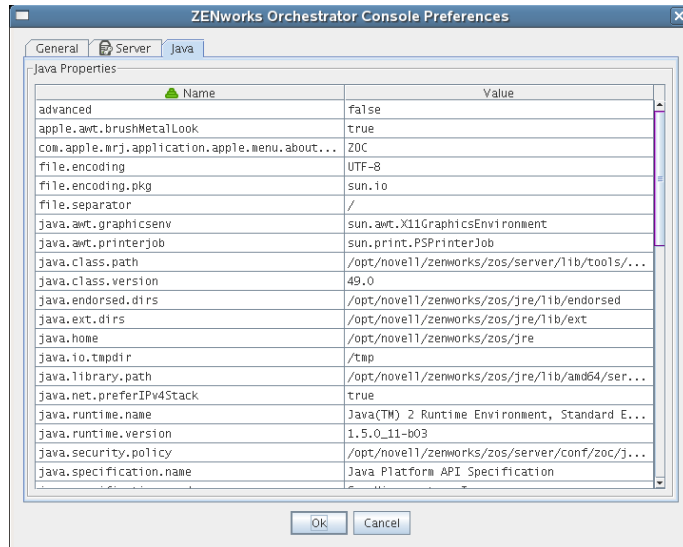 ZENworks Orchestrator Console Preferences
General Server Java
Java Properties
Name Value
advanced false
apple.awt.brushMetalLook true
com.apple.mrj.application.apple.menu.about... ZOC
file.encoding UTF-8
file.encoding.pkg sun.io
file.separator /
java.awt.graphicsenv sun.awt.X11GraphicsEnvironment
java.awt.printerjob sun.print.PSPrinterJob
java.class.path /opt/novell/zenworks/zos/server/lib/tools/...
java.class.version 49.0
java.endorsed.dirs /opt/novell/zenworks/zos/jre/lib/endorsed
java.ext.dirs /opt/novell/zenworks/zos/jre/lib/ext
java.home /opt/novell/zenworks/zos/jre
java.io.tmpdir /tmp
java.library.path /opt/novell/zenworks/zos/jre/lib/amd64/ser...
java.net.preferIPv4Stack true
java.runtime.name Java(TM) 2 Runtime Environment, Standard E...
java.runtime.version 1.5.0_11-b03
java.security.policy /opt/novell/zenworks/zos/server/conf/zoc/j...
java.specification.name Java Platform API Specification
Ok Cancel